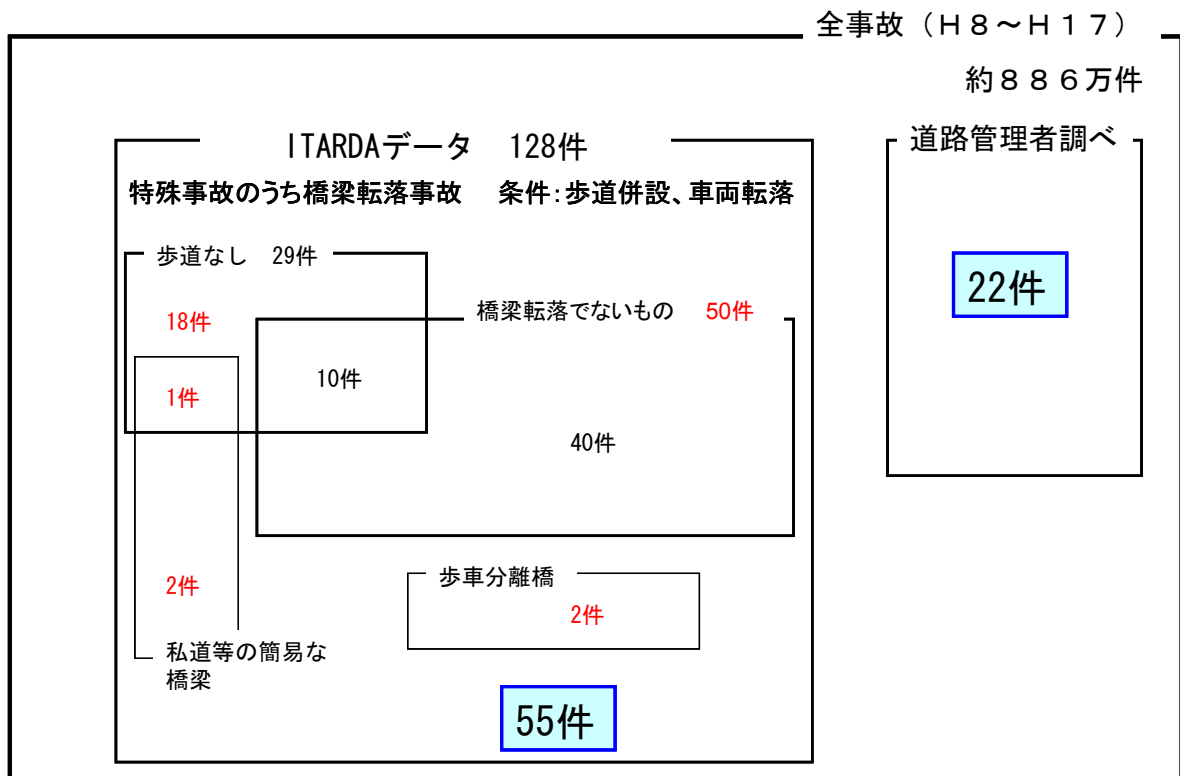 全事故（Ｈ８～Ｈ１７）
約８８６万件
ITARDAデータ　128件
道路管理者調べ
特殊事故のうち橋梁転落事故　条件：歩道併設、車両転落
歩道なし　29件
22件
橋梁転落でないもの　50件
18件
10件
1件
40件
歩車分離橋
2件
2件
私道等の簡易な
橋梁
55件